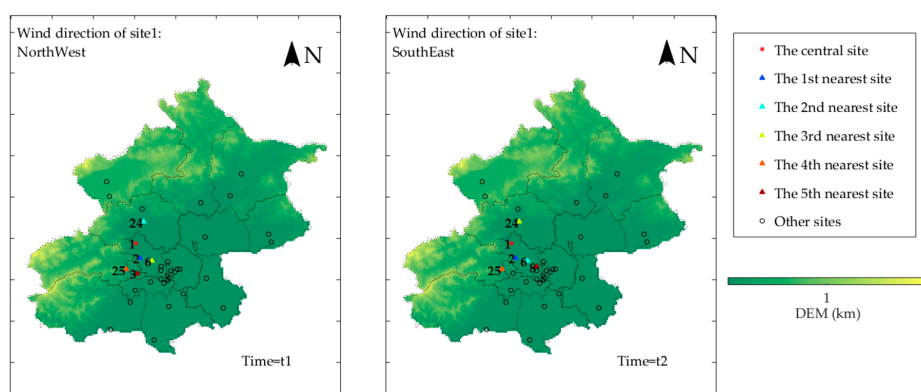 Wind direction of site1:
NorthWest
N
24
1
2
6
25
3
Time=t1
Wind direction of site1:
SouthEast
N
24
1
2
6
8
25
Time=t2
The central site
The 1st nearest site
The 2nd nearest site
The 3rd nearest site
The 4th nearest site
The 5th nearest site
Other sites
1
DEM (km)